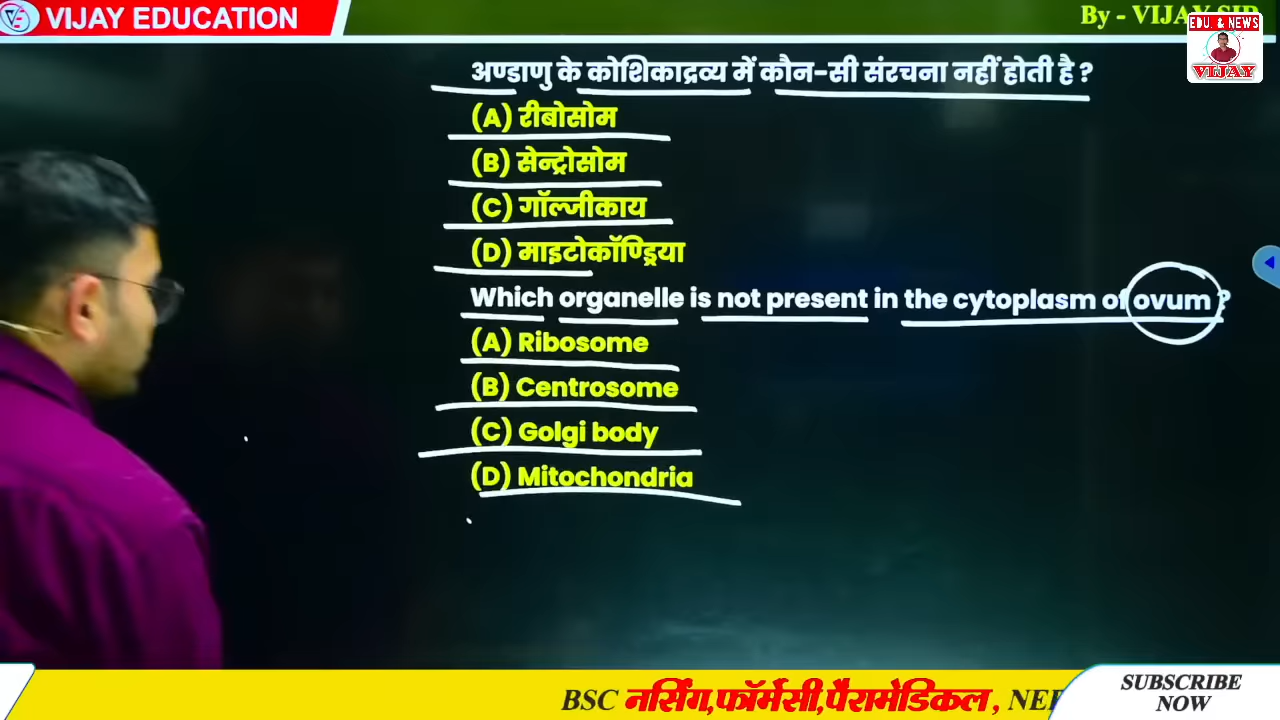 VIJAY EDUCATION
By - VIJAY SIR
EDU. & NEWS
VIJAY
अण्डाणु के कोशिकाद्रव्य में कौन-सी संरचना नहीं होती है ?
(A) रीबोसोम
(B) सेन्ट्रोसोम
(C) गॉल्जीकाय
(D) माइटोकॉण्ड्रिया
Which organelle is not present in the cytoplasm of ovum ?
(A) Ribosome
(B) Centrosome
(C) Golgi body
(D) Mitochondria
BSC नर्सिंग,फॉर्मेसी,पैरामेडिकल,
SUBSCRIBE
NOW